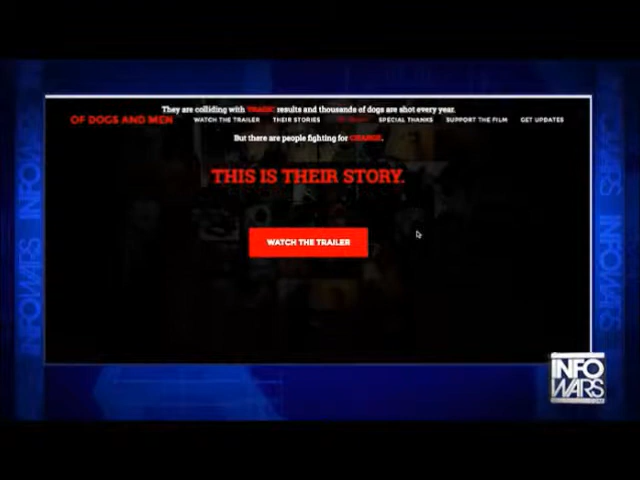 They are colliding with TRAGIC results and thousands of dogs are shot every year.
OF DOGS AND MEN WATCH THE TRAILER THEIR STORIES SPECIAL THANKS SUPPORT THE FILM GET UPDATES
But there are people fighting for CHANGE.
THIS IS THEIR STORY.
WATCH THE TRAILER
INFOWARS
INFOWARS
INFO
WARS